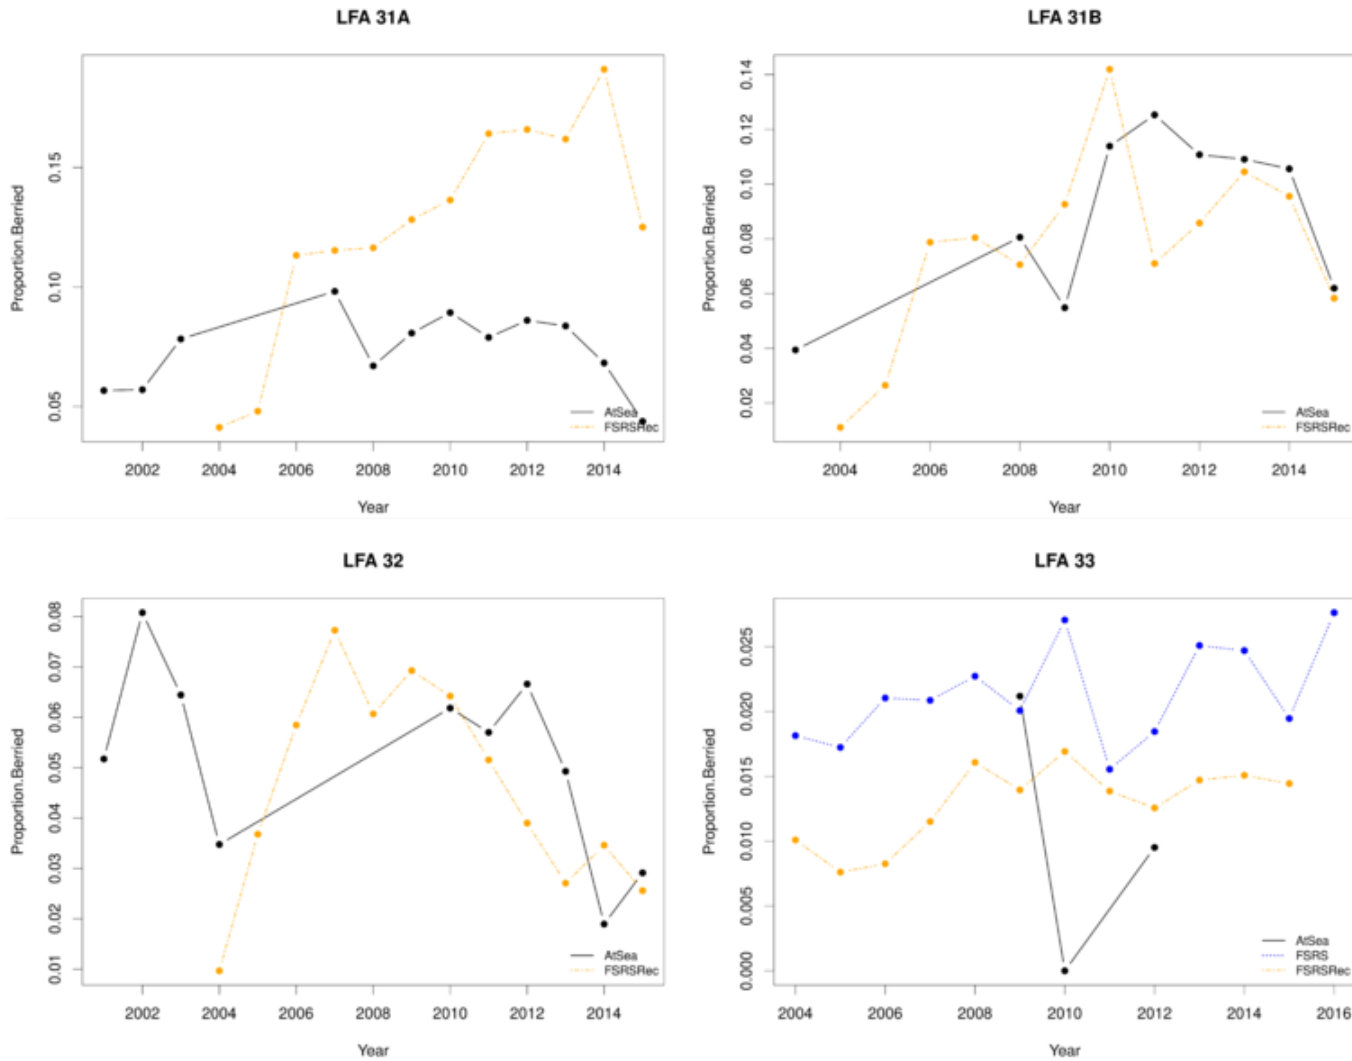 LFA 31A
Proportion.Berried
0.15
0.10
0.05
AtSea
FSRSRec
2002 2004 2006 2008 2010 2012 2014
Year
LFA 31B
Proportion.Berried
0.14
0.12
0.10
0.08
0.06
0.04
0.02
AtSea
FSRSRec
2004 2006 2008 2010 2012 2014
Year
LFA 32
Proportion.Berried
0.08
0.07
0.06
0.05
0.04
0.03
0.02
0.01
AtSea
FSRSRec
2002 2004 2006 2008 2010 2012 2014
Year
LFA 33
Proportion.Berried
0.025
0.020
0.015
0.010
0.005
0.000
AtSea
FSRS
FSRSRec
2004 2006 2008 2010 2012 2014 2016
Year